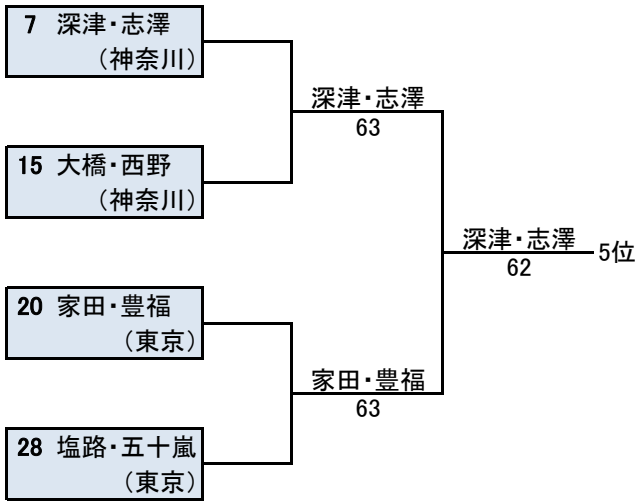 7 深津・志澤
(神奈川)
深津・志澤
63
15 大橋・西野
(神奈川)
深津・志澤
62
5位
20 家田・豊福
(東京)
家田・豊福
63
28 塩路・五十嵐
(東京)